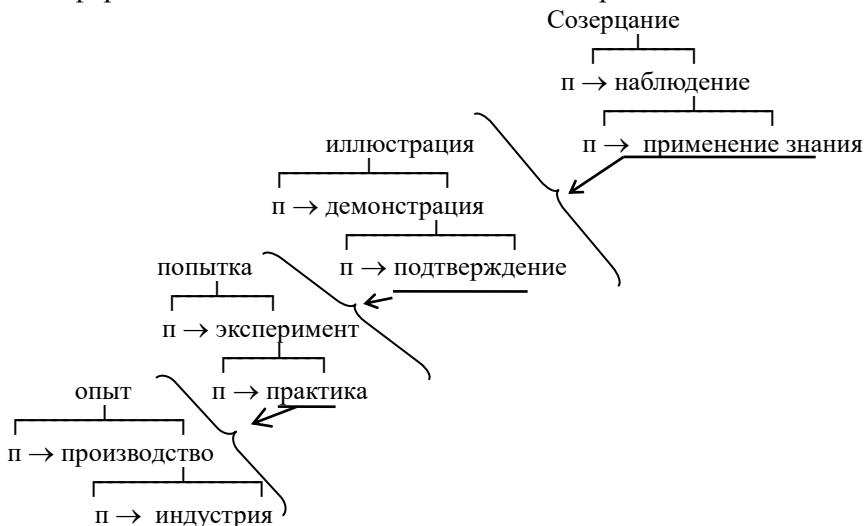 Созерцание
п → наблюдение
п → применение знания
иллюстрация
п → демонстрация
п → подтверждение
попытка
п → эксперимент
п → практика
опыт
п → производство
п → индустрия